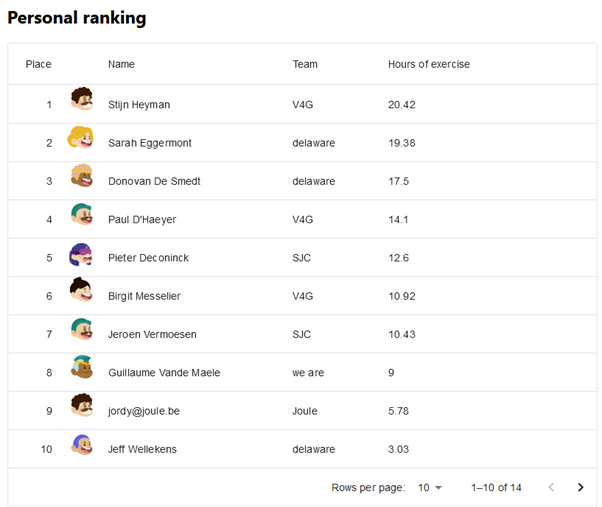 Personal ranking
Place Name Team Hours of exercise
1 Stijn Heyman V4G 20.42
2 Sarah Eggermont delaware 19.38
3 Donovan De Smedt delaware 17.5
4 Paul D'Haeyer V4G 14.1
5 Pieter Deconinck SJC 12.6
6 Birgit Messelier V4G 10.92
7 Jeroen Vermoesen SJC 10.43
8 Guillaume Vande Maele we are 9
9 jordy@joule.be Joule 5.78
10 Jeff Wellekens delaware 3.03
Rows per page: 10 1–10 of 14